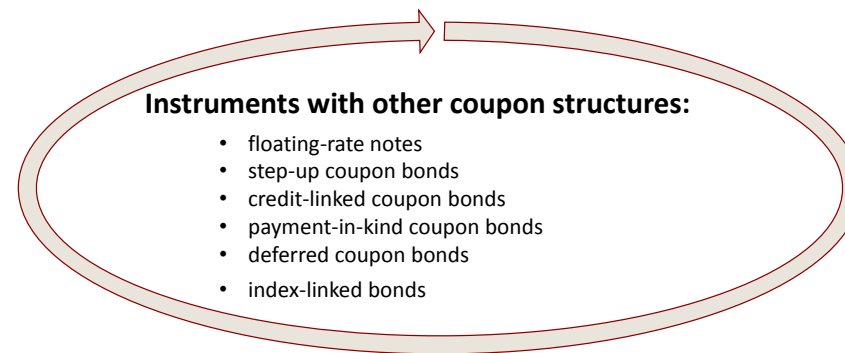 Instruments with other coupon structures:
• floating-rate notes
• step-up coupon bonds
• credit-linked coupon bonds
• payment-in-kind coupon bonds
• deferred coupon bonds
• index-linked bonds